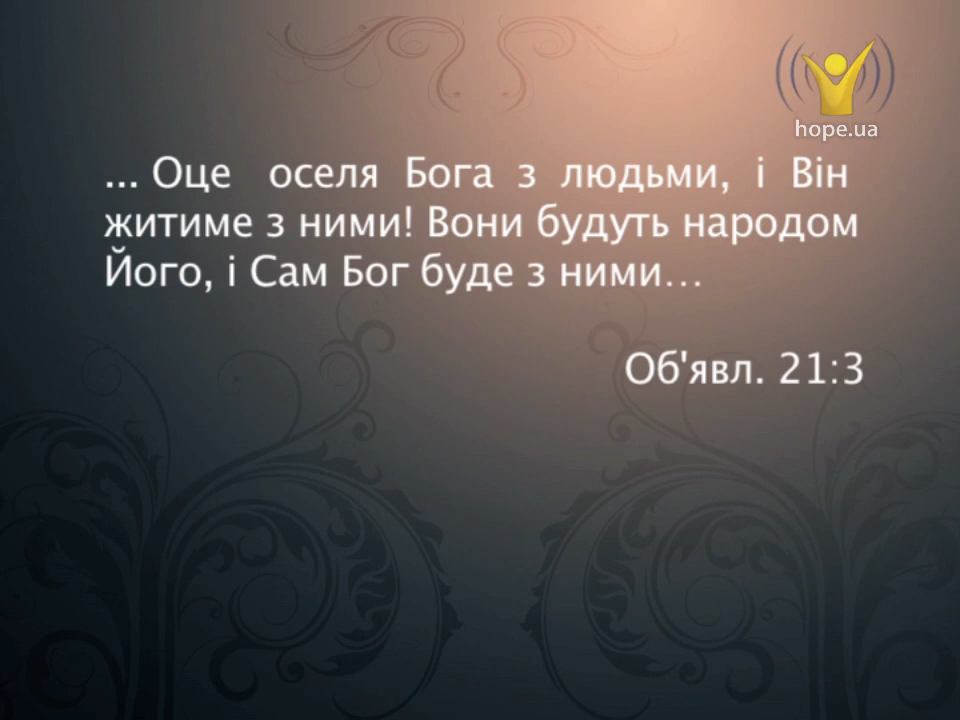 hope.ua
... Оце оселя Бога з людьми, і Він
житиме з ними! Вони будуть народом
Його, і Сам Бог буде з ними...
Об'явл. 21:3